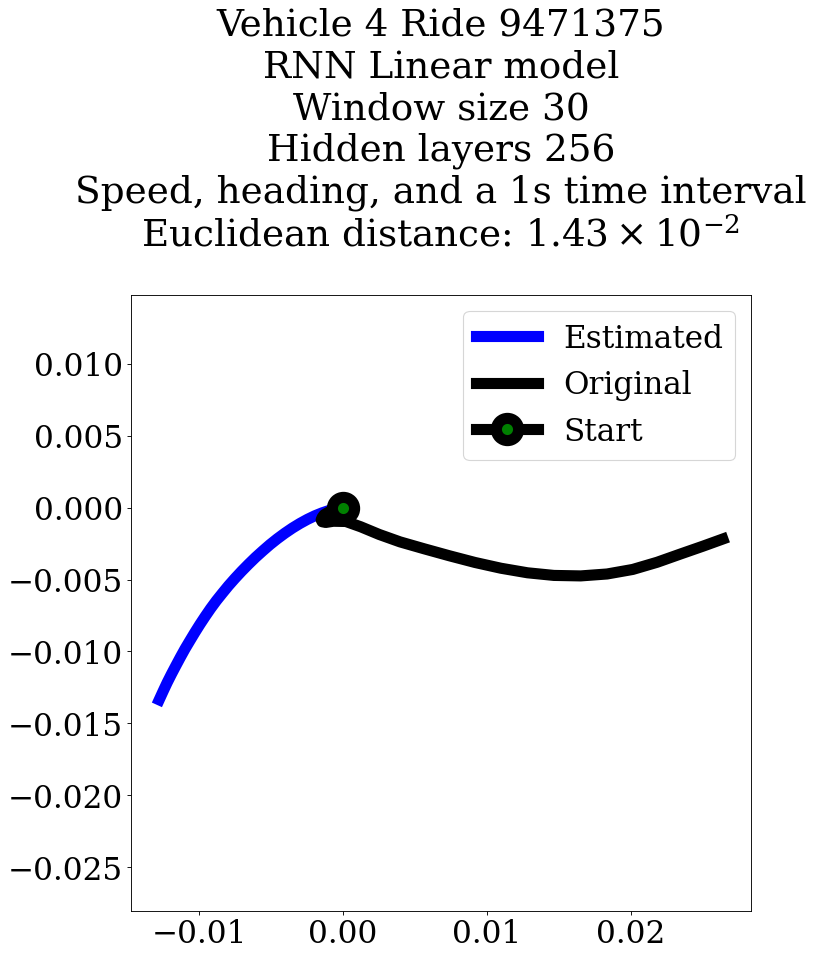 Vehicle 4 Ride 9471375
RNN Linear model
Window size 30
Hidden layers 256
Speed, heading, and a 1s time interval
Euclidean distance: 1.43 × 10⁻²
Estimated
Original
Start
0.010
0.005
0.000
−0.005
−0.010
−0.015
−0.020
−0.025
−0.01 0.00 0.01 0.02